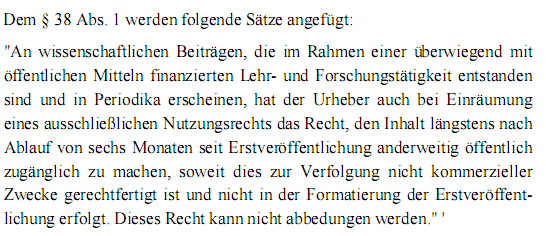 Dem § 38 Abs. 1 werden folgende Sätze angefügt:
"An wissenschaftlichen Beiträgen, die im Rahmen einer überwiegend mit
öffentlichen Mitteln finanzierten Lehr- und Forschungstätigkeit entstanden
sind und in Periodika erscheinen, hat der Urheber auch bei Einräumung
eines ausschließlichen Nutzungsrechts das Recht, den Inhalt längstens nach
Ablauf von sechs Monaten seit Erstveröffentlichung anderweitig öffentlich
zugänglich zu machen, soweit dies zur Verfolgung nicht kommerzieller
Zwecke gerechtfertigt ist und nicht in der Formatierung der Erstveröffent-
lichung erfolgt. Dieses Recht kann nicht abbedungen werden." '